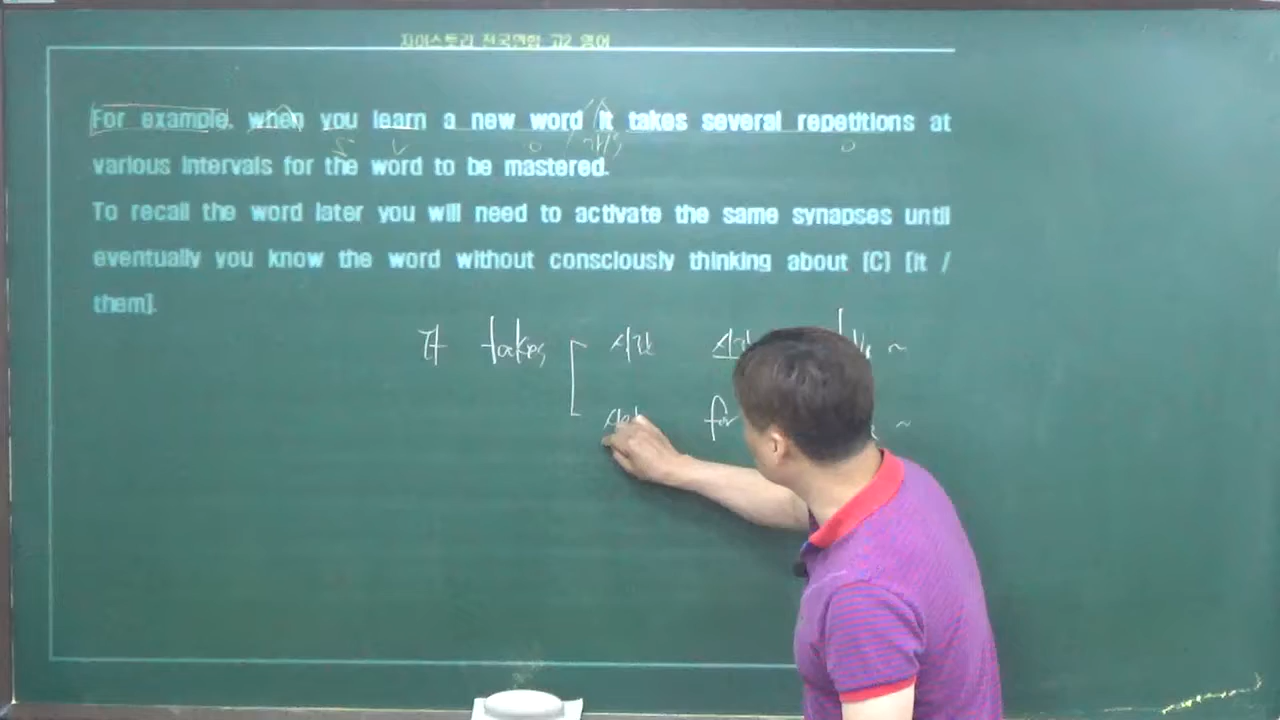 자이스토리 전국연합 고2 영어
For example, when you learn a new word it takes several repetitions at
various intervals for the word to be mastered.
S V O 가 O
To recall the word later you will need to activate the same synapses until
eventually you know the word without consciously thinking about (C) [it /
them].
It takes 시간 ~
for ~